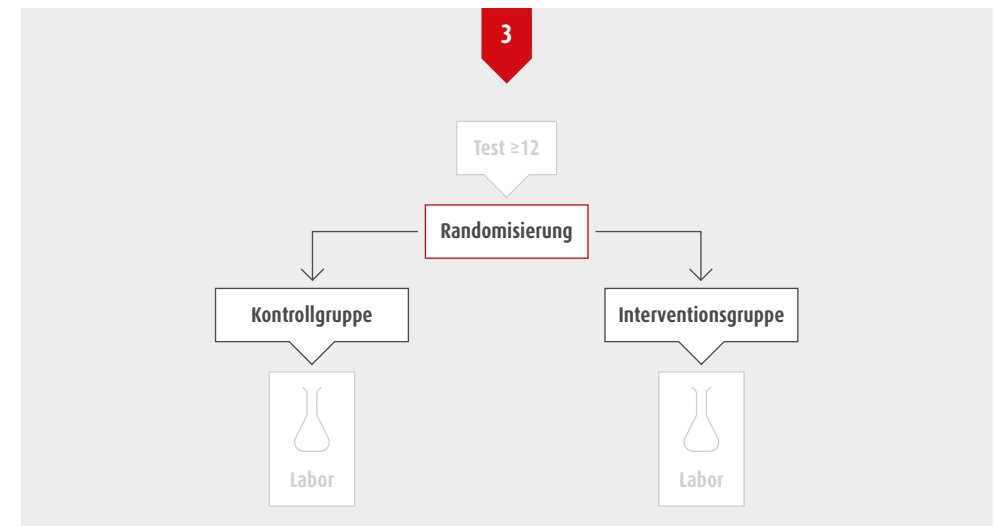 3
Test ≥12
Randomisierung
Kontrollgruppe
Interventionsgruppe
Labor
Labor